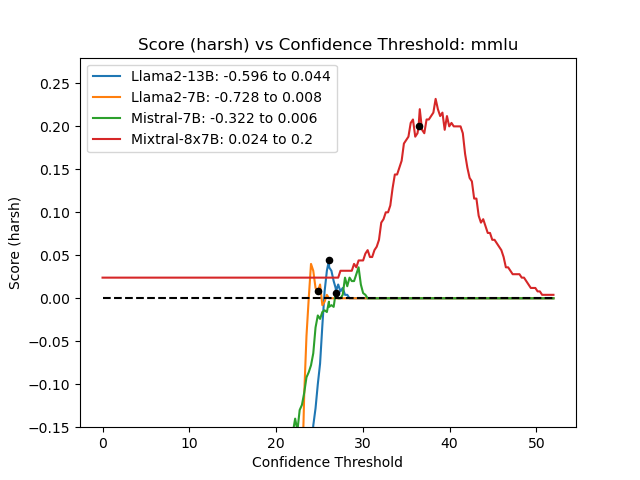 Score (harsh) vs Confidence Threshold: mmlu
Llama2-13B: -0.596 to 0.044
Llama2-7B: -0.728 to 0.008
Mistral-7B: -0.322 to 0.006
Mixtral-8x7B: 0.024 to 0.2
Score (harsh)
0.25
0.20
0.15
0.10
0.05
0.00
−0.05
−0.10
−0.15
0 10 20 30 40 50
Confidence Threshold